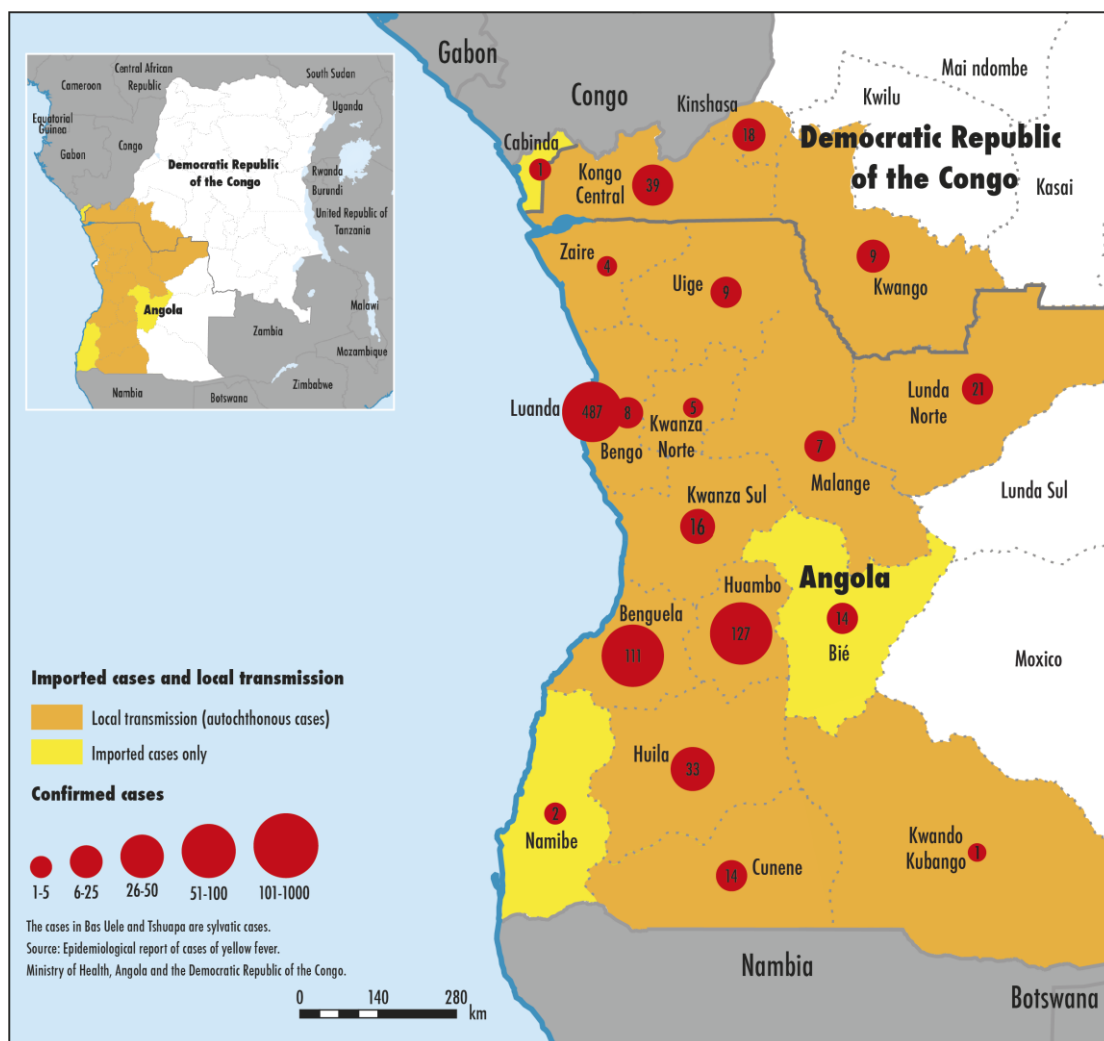 Gabon
Congo
Kinshasa
Mai ndombe
Kwilu
Democratic Republic
of the Congo
Kasai
Cabinda
1
18
Kongo
Central
39
Zaire
4
Uige
9
9
Kwango
Luanda
487
8
Bengo
5
Kwanza
Norte
Lunda
Norte
21
7
Malange
Lunda Sul
Kwanza Sul
16
Angola
14
Bié
Huambo
127
Benguela
111
Moxico
Huila
33
2
Namibe
Kwando
Kubango
1
14
Cunene
Nambia
Botswana
Cameroon
Central African
Republic
South Sudan
Equatorial
Guinea
Gabon
Congo
Uganda
Democratic Republic
of the Congo
Rwanda
Burundi
United Republic of
Tanzania
Angola
Zambia
Malawi
Mozambique
Zimbabwe
Namibia
Botswana
Imported cases and local transmission
Local transmission (autochthonous cases)
Imported cases only
Confirmed cases
1-5
6-25
26-50
51-100
101-1000
The cases in Bas Uele and Tshuapa are sylvatic cases.
Source: Epidemiological report of cases of yellow fever.
Ministry of Health, Angola and the Democratic Republic of the Congo.
0 140 280
km